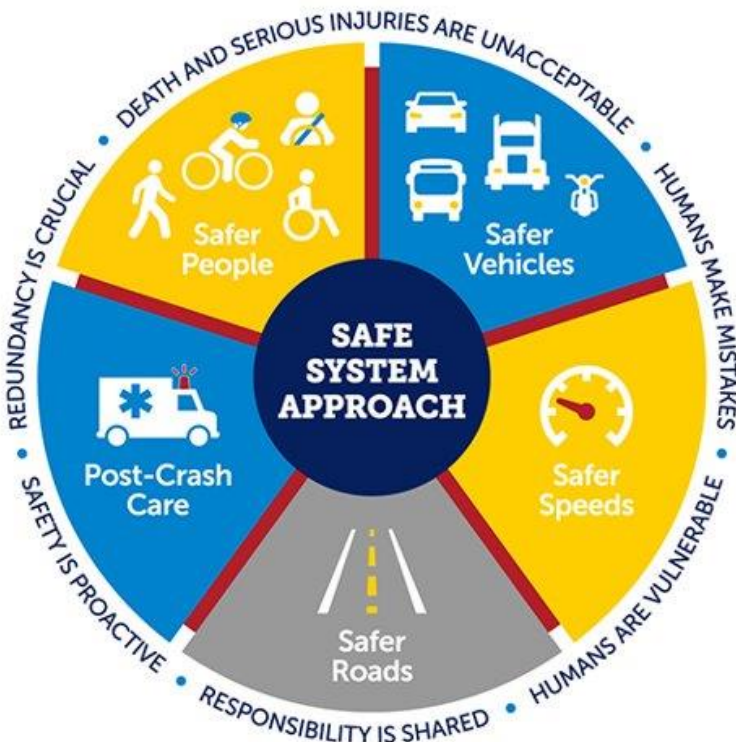 DEATH AND SERIOUS INJURIES ARE UNACCEPTABLE
HUMANS MAKE MISTAKES
HUMANS ARE VULNERABLE
RESPONSIBILITY IS SHARED
SAFETY IS PROACTIVE
REDUNDANCY IS CRUCIAL
Safer
People
Safer
Vehicles
SAFE
SYSTEM
APPROACH
Post-Crash
Care
Safer
Speeds
Safer
Roads